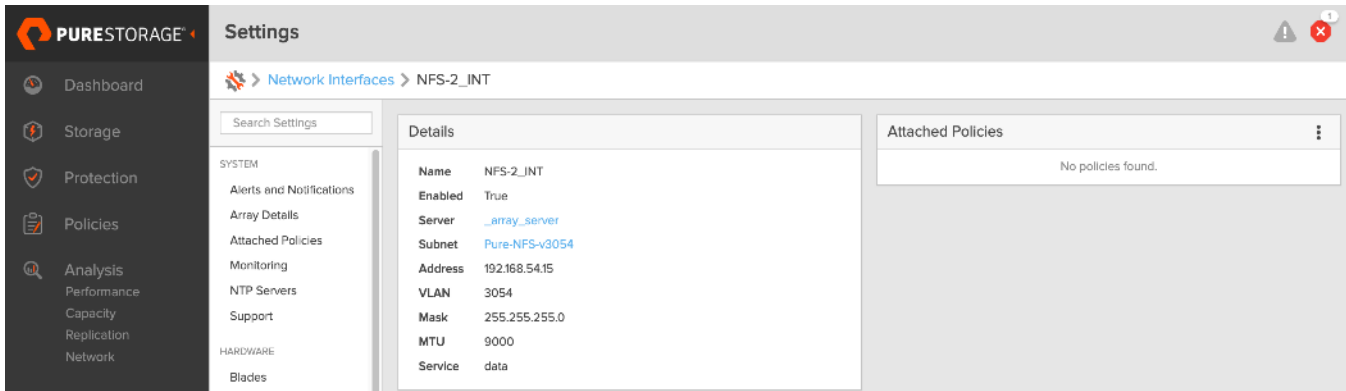 PURESTORAGE®
Settings
1
Network Interfaces > NFS-2_INT
Dashboard
Storage
Protection
Policies
Analysis
Performance
Capacity
Replication
Network
Search Settings
SYSTEM
Alerts and Notifications
Array Details
Attached Policies
Monitoring
NTP Servers
Support
HARDWARE
Blades
Details
Name NFS-2_INT
Enabled True
Server _array_server
Subnet Pure-NFS-v3054
Address 192.168.54.15
VLAN 3054
Mask 255.255.255.0
MTU 9000
Service data
Attached Policies
No policies found.